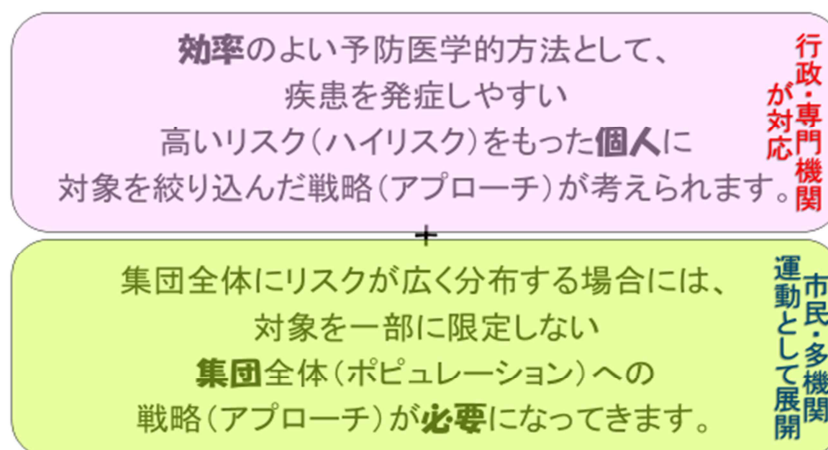 効率のよい予防医学的方法として、
疾患を発症しやすい
高いリスク（ハイリスク）をもった個人に
対象を絞り込んだ戦略（アプローチ）が考えられます。
行政・専門機関
が対応
+
集団全体にリスクが広く分布する場合には、
対象を一部に限定しない
集団全体（ポピュレーション）への
戦略（アプローチ）が必要になってきます。
市民・多機関
運動として展開